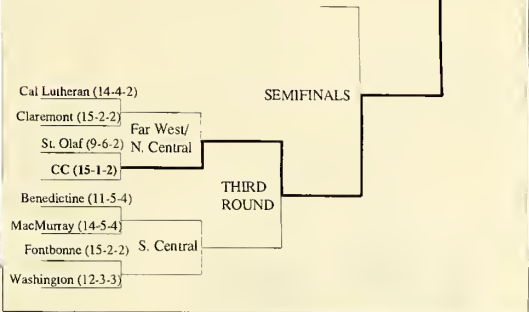 SEMIFINALS
Cal Lutheran (14-4-2)
Claremont (15-2-2)
Far West/
N. Central
St. Olaf (9-6-2)
CC (15-1-2)
THIRD
ROUND
Benedictine (11-5-4)
MacMurray (14-5-4)
S. Central
Fontbonne (15-2-2)
Washington (12-3-3)